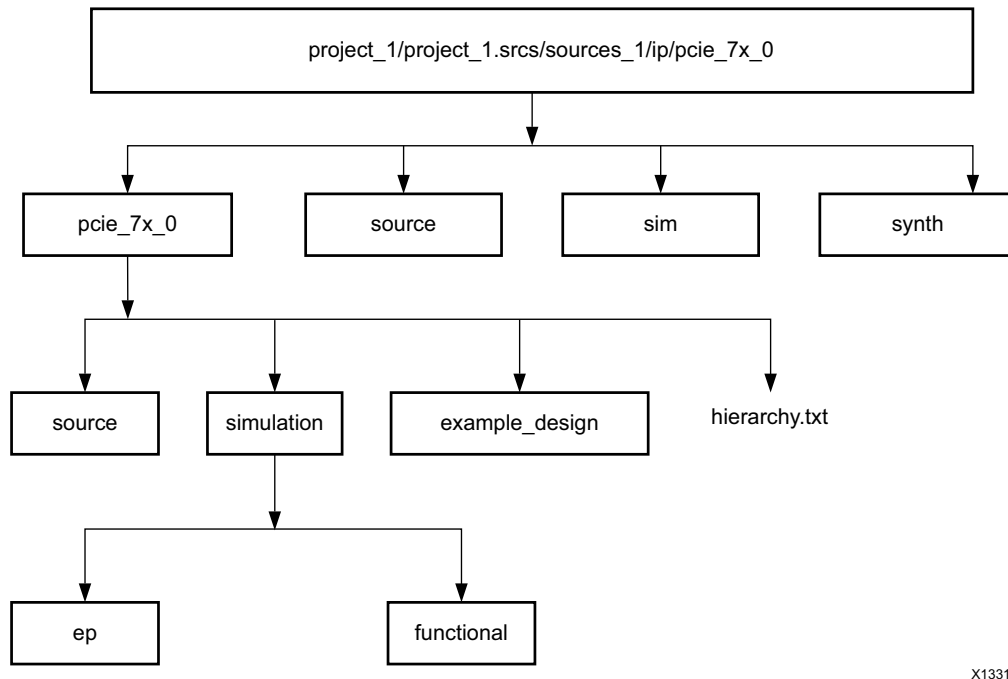 project_1/project_1.srcs/sources_1/ip/pcie_7x_0
pcie_7x_0
source
sim
synth
source
simulation
example_design
hierarchy.txt
ep
functional
X1331